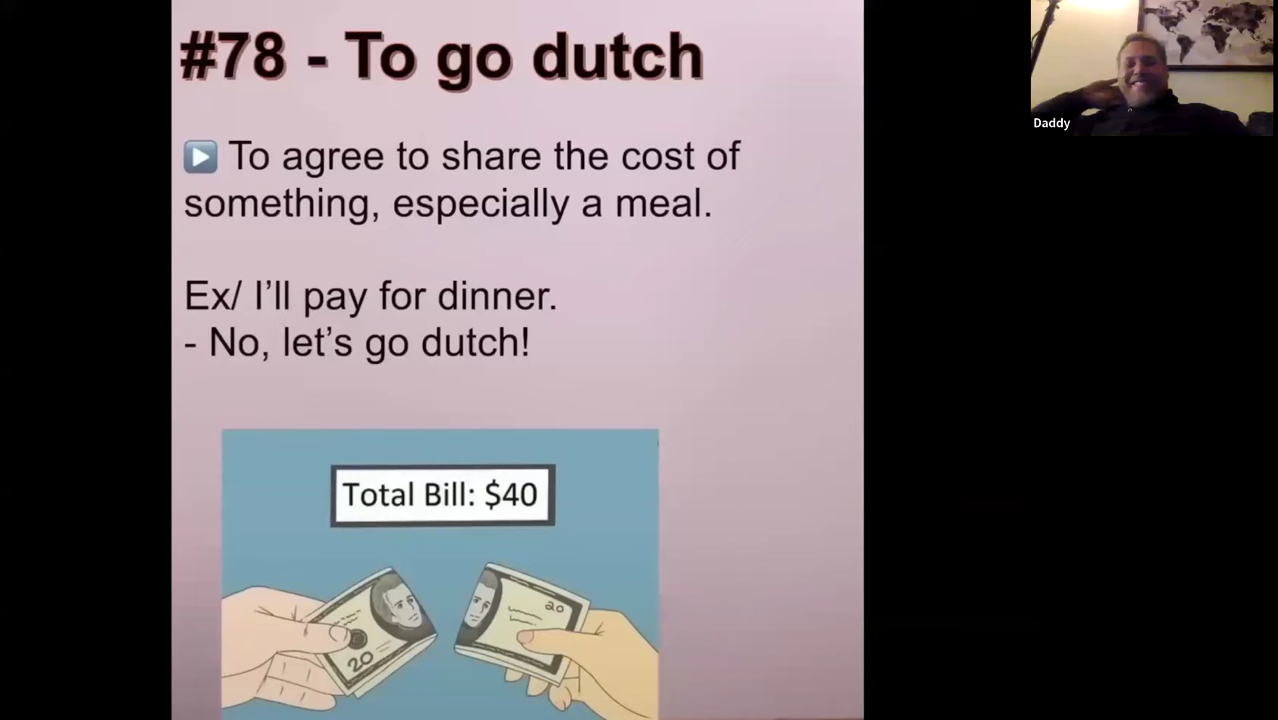 #78 - To go dutch
▶️ To agree to share the cost of
something, especially a meal.
Ex/ I’ll pay for dinner.
- No, let’s go dutch!
Total Bill: $40
20
20
Daddy